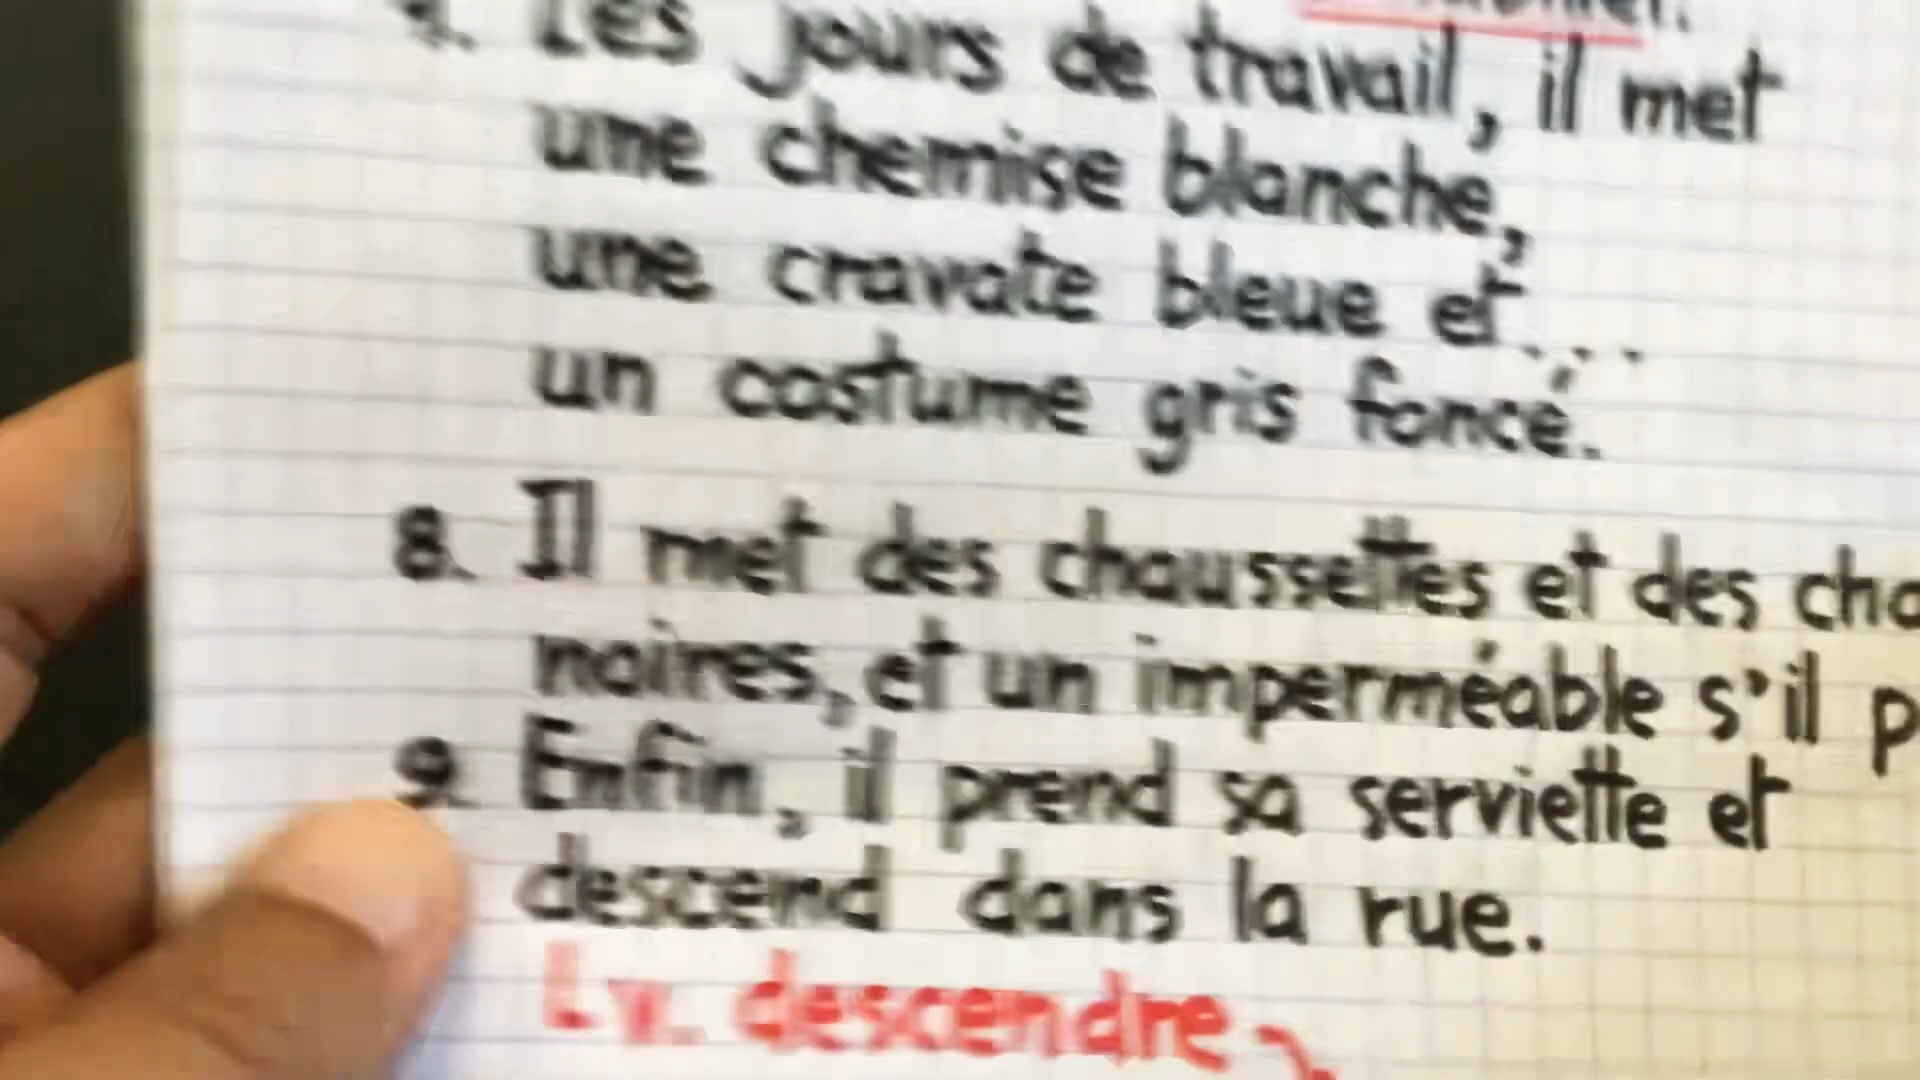 Les jours de travail, il met
une chemise blanche,
une cravate bleue et...
un costume gris foncé.
8. Il met des chaussettes et des cha
noires, et un imperméable s'il p
9. Enfin, il prend sa serviette et
descend dans la rue.
v. descendre